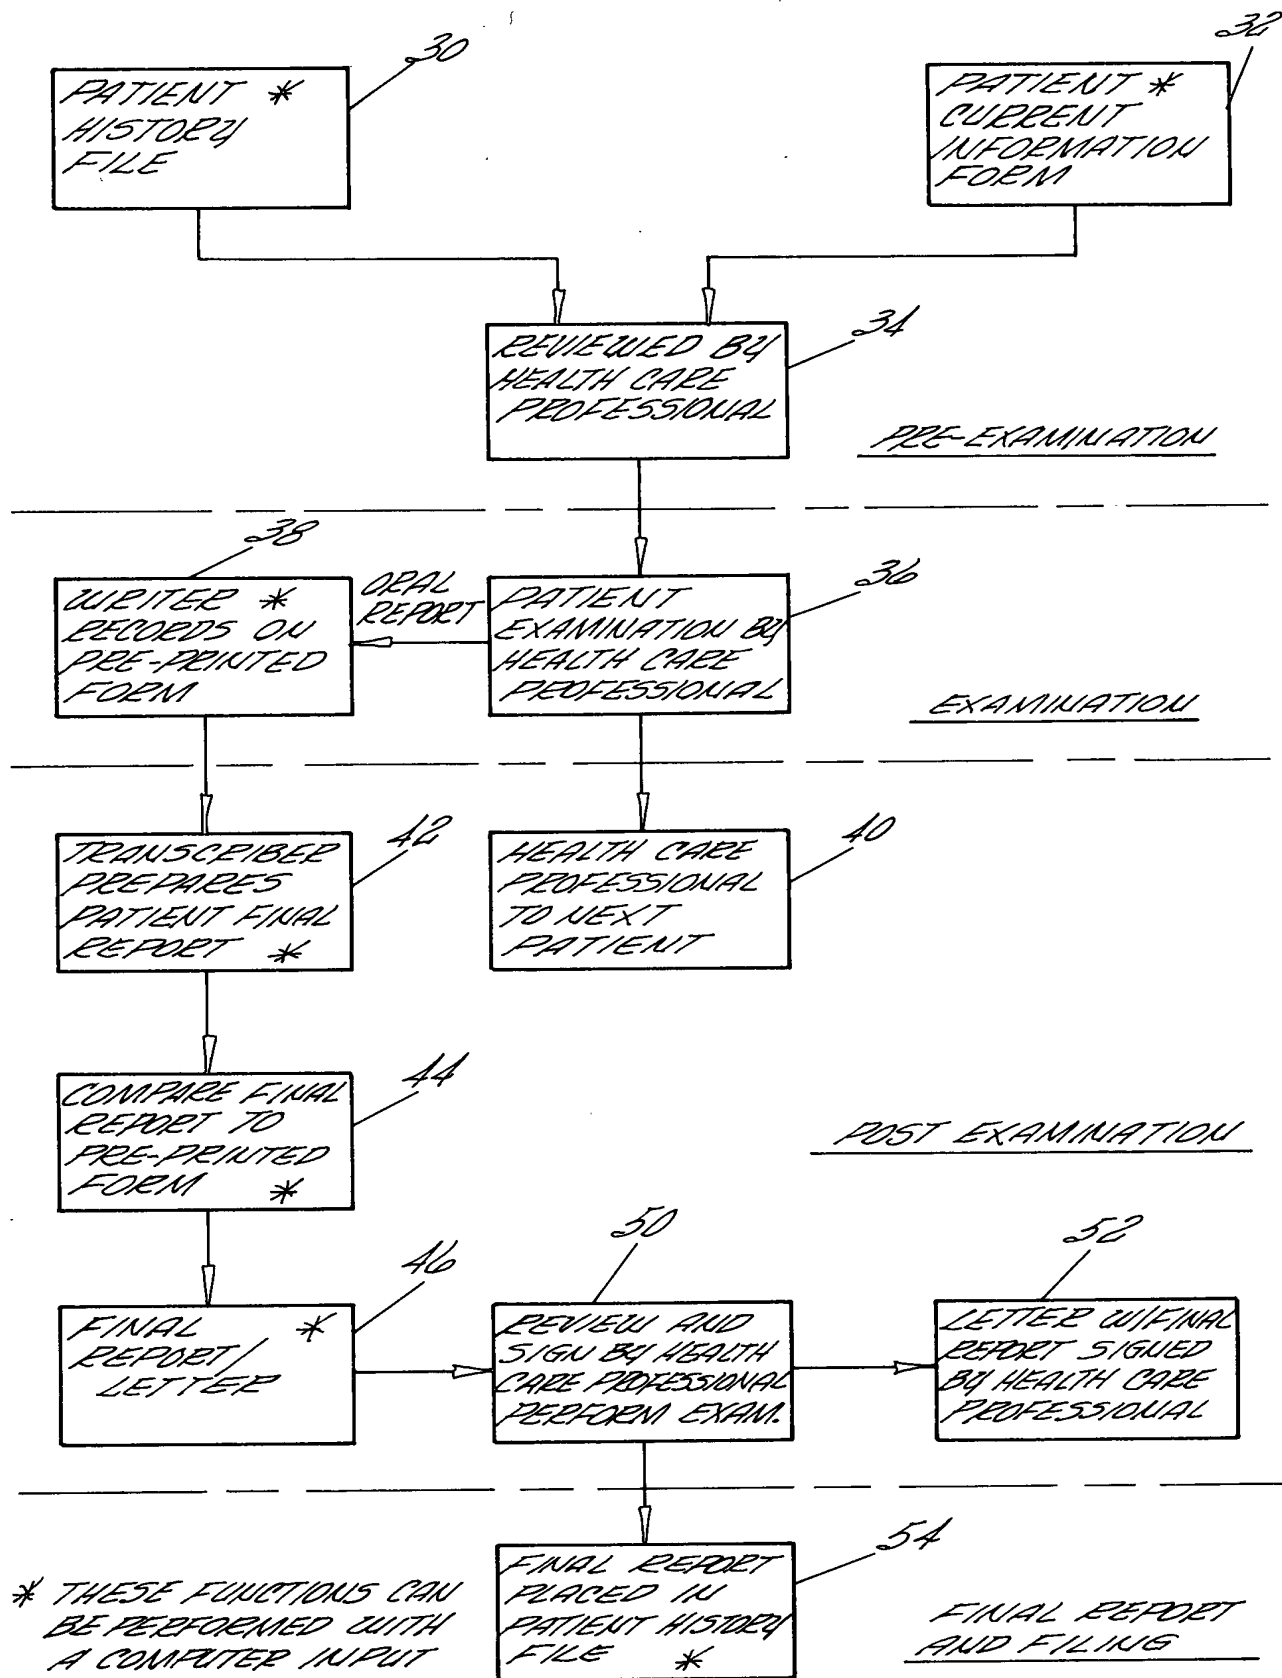 30
PATIENT *
HISTORY
FILE
32
PATIENT *
CURRENT
INFORMATION
FORM
34
REVIEWED BY
HEALTH CARE
PROFESSIONAL
PRE-EXAMINATION
38
WRITER *
RECORDS ON
PRE-PRINTED
FORM
ORAL
REPORT
36
PATIENT
EXAMINATION BY
HEALTH CARE
PROFESSIONAL
EXAMINATION
42
TRANSCRIBER
PREPARES
PATIENT FINAL
REPORT *
40
HEALTH CARE
PROFESSIONAL
TO NEXT
PATIENT
44
COMPARE FINAL
REPORT TO
PRE-PRINTED
FORM *
POST EXAMINATION
46
FINAL *
REPORT/
LETTER
50
REVIEW AND
SIGN BY HEALTH
CARE PROFESSIONAL
PERFORM EXAM.
52
LETTER W/FINAL
REPORT SIGNED
BY HEALTH CARE
PROFESSIONAL
54
FINAL REPORT
PLACED IN
PATIENT HISTORY
FILE *
* THESE FUNCTIONS CAN
BE PERFORMED WITH
A COMPUTER INPUT
FINAL REPORT
AND FILING